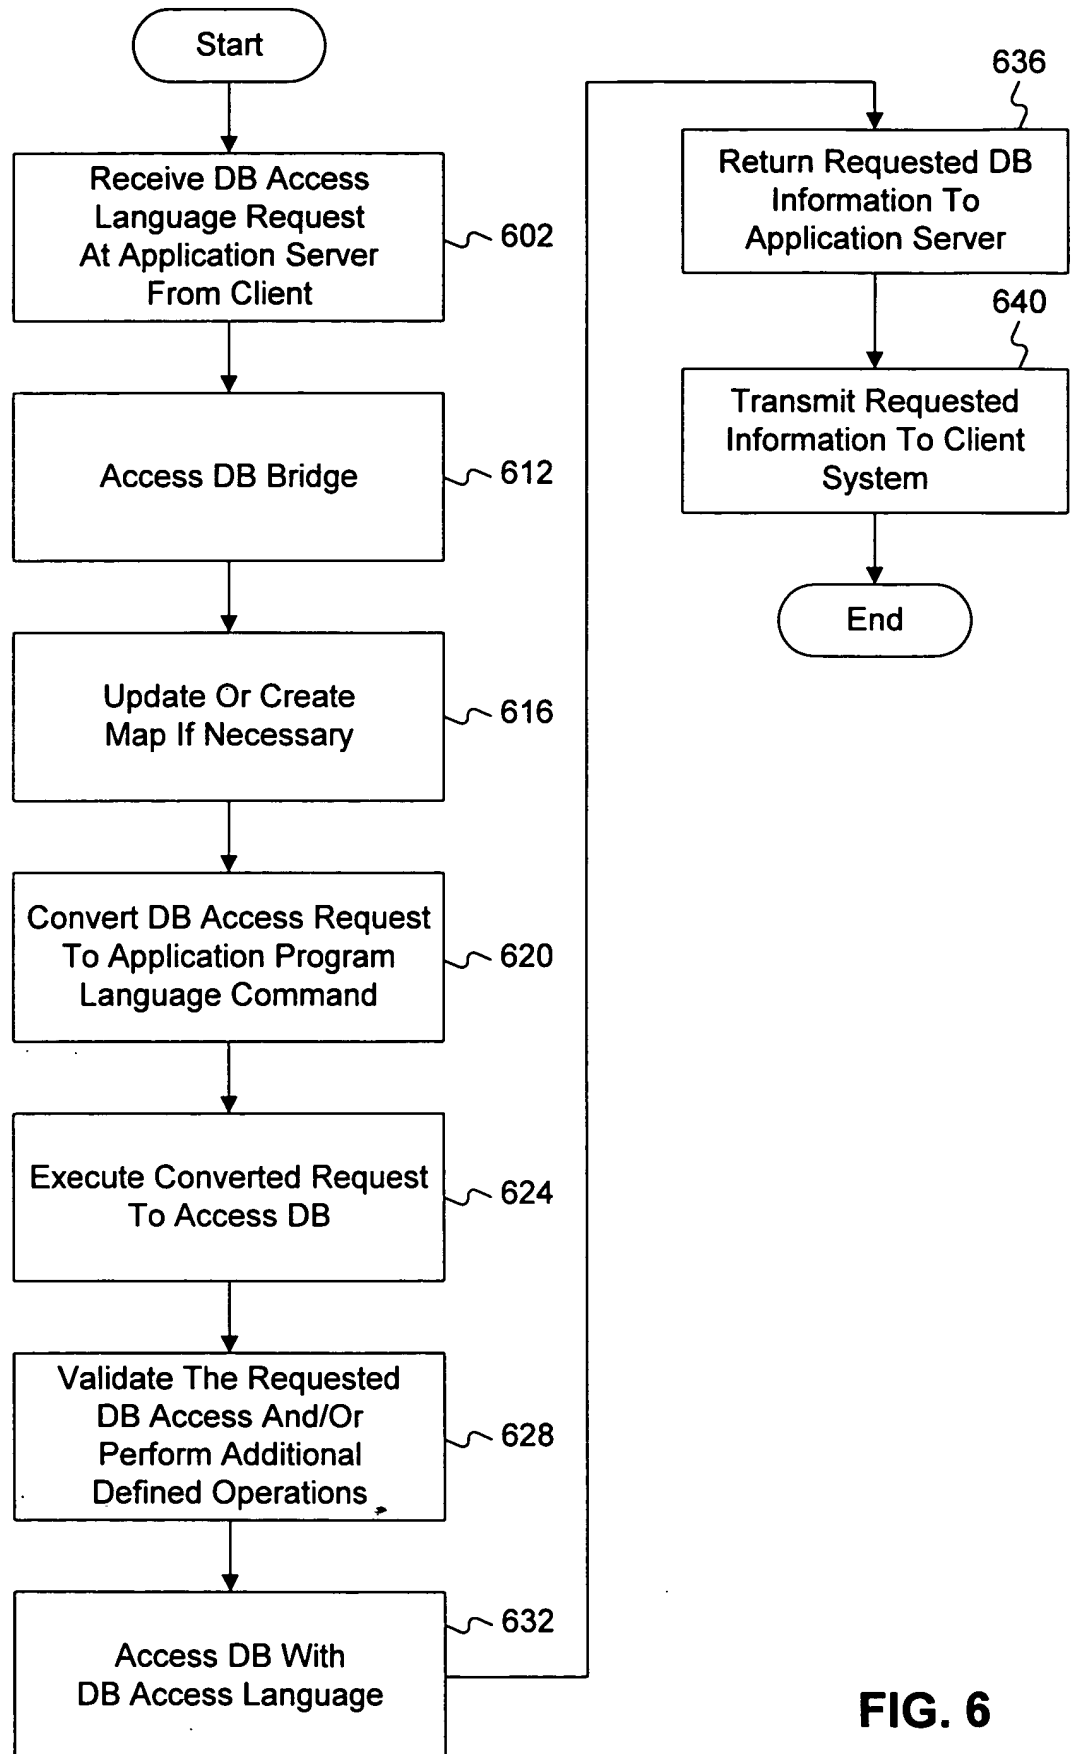 Start
Receive DB Access
Language Request
At Application Server
From Client
602
Access DB Bridge
612
Update Or Create
Map If Necessary
616
Convert DB Access Request
To Application Program
Language Command
620
Execute Converted Request
To Access DB
624
Validate The Requested
DB Access And/Or
Perform Additional
Defined Operations
628
Access DB With
DB Access Language
632
636
Return Requested DB
Information To
Application Server
640
Transmit Requested
Information To Client
System
End
FIG. 6